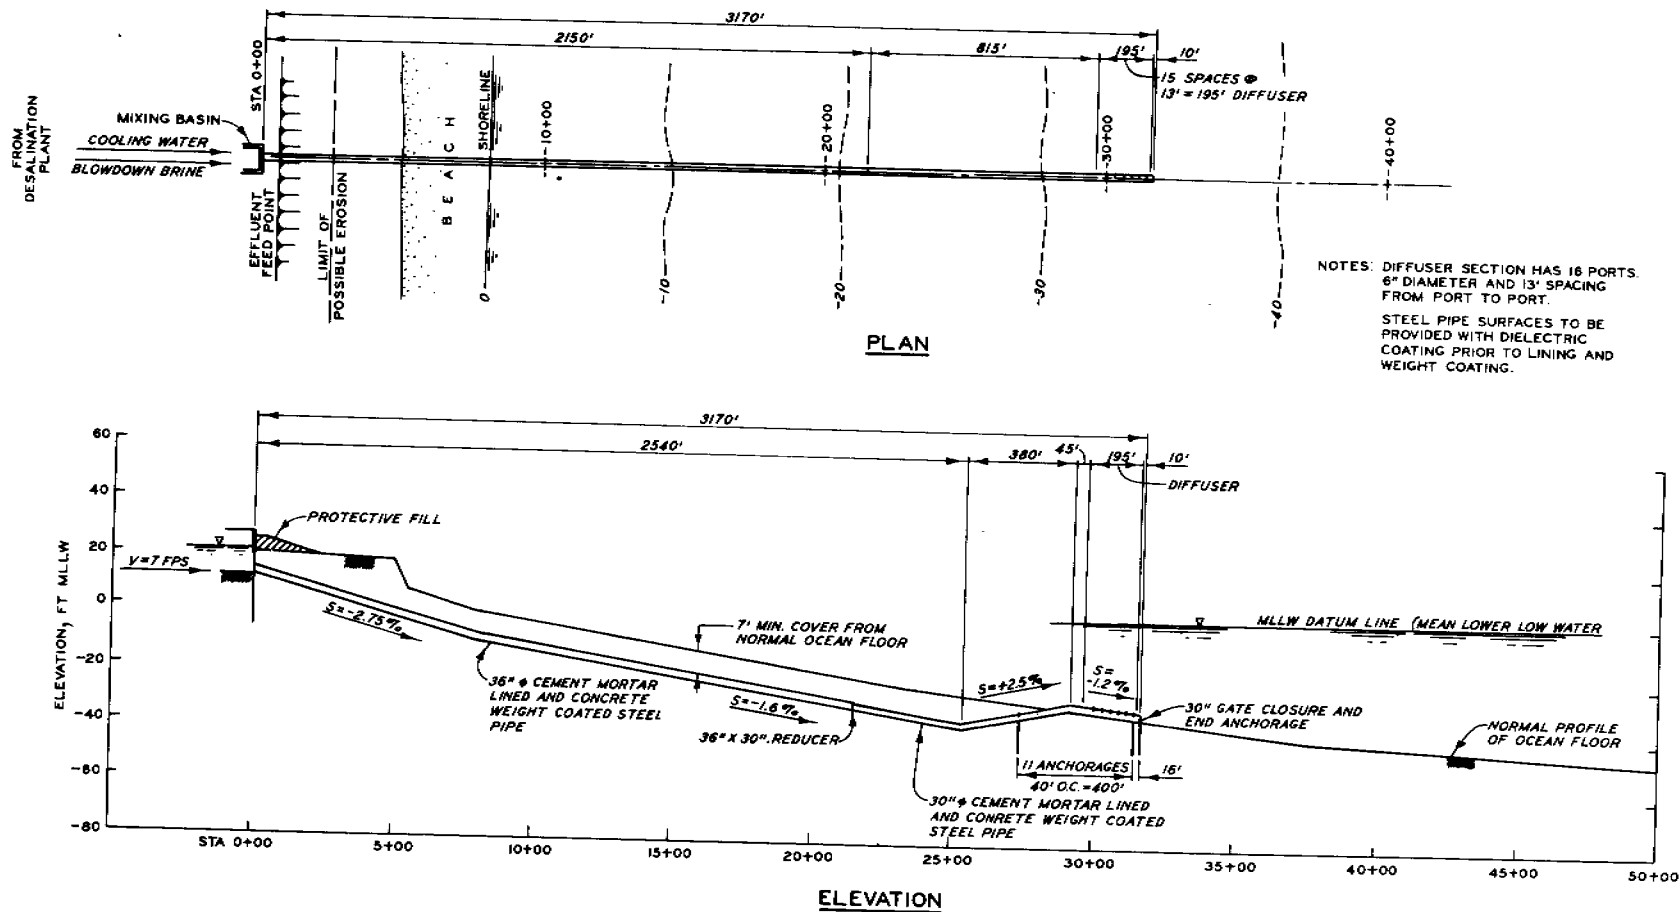 3170'
2150'
815'
195'
10'
15 SPACES @
13' = 195' DIFFUSER
STA 0+00
MIXING BASIN
FROM
DESALINATION
PLANT
COOLING WATER
BLOWDOWN BRINE
EFFLUENT
FEED POINT
LIMIT OF
POSSIBLE EROSION
BEACH
SHORELINE
10+00
20+00
30+00
40+00
0
-10
-20
-30
-40
NOTES: DIFFUSER SECTION HAS 16 PORTS.
6" DIAMETER AND 13' SPACING
FROM PORT TO PORT.
STEEL PIPE SURFACES TO BE
PROVIDED WITH DIELECTRIC
COATING PRIOR TO LINING AND
WEIGHT COATING.
PLAN
3170'
2540'
380'
45'
195'
10'
DIFFUSER
ELEVATION, FT MLLW
60
40
20
0
-20
-40
-60
-80
PROTECTIVE FILL
V=7 FPS
S=-2.75%
7' MIN. COVER FROM
NORMAL OCEAN FLOOR
MLLW DATUM LINE (MEAN LOWER LOW WATER
36" ϕ CEMENT MORTAR
LINED AND CONCRETE
WEIGHT COATED STEEL
PIPE
S=-1.6%
36" X 30" REDUCER
S=+2.5%
S=
-1.2%
30" GATE CLOSURE AND
END ANCHORAGE
NORMAL PROFILE
OF OCEAN FLOOR
11 ANCHORAGES
40' O.C.=400'
16'
30" ϕ CEMENT MORTAR LINED
AND CONRETE WEIGHT COATED
STEEL PIPE
STA 0+00
5+00
10+00
15+00
20+00
25+00
30+00
35+00
40+00
45+00
50+00
ELEVATION